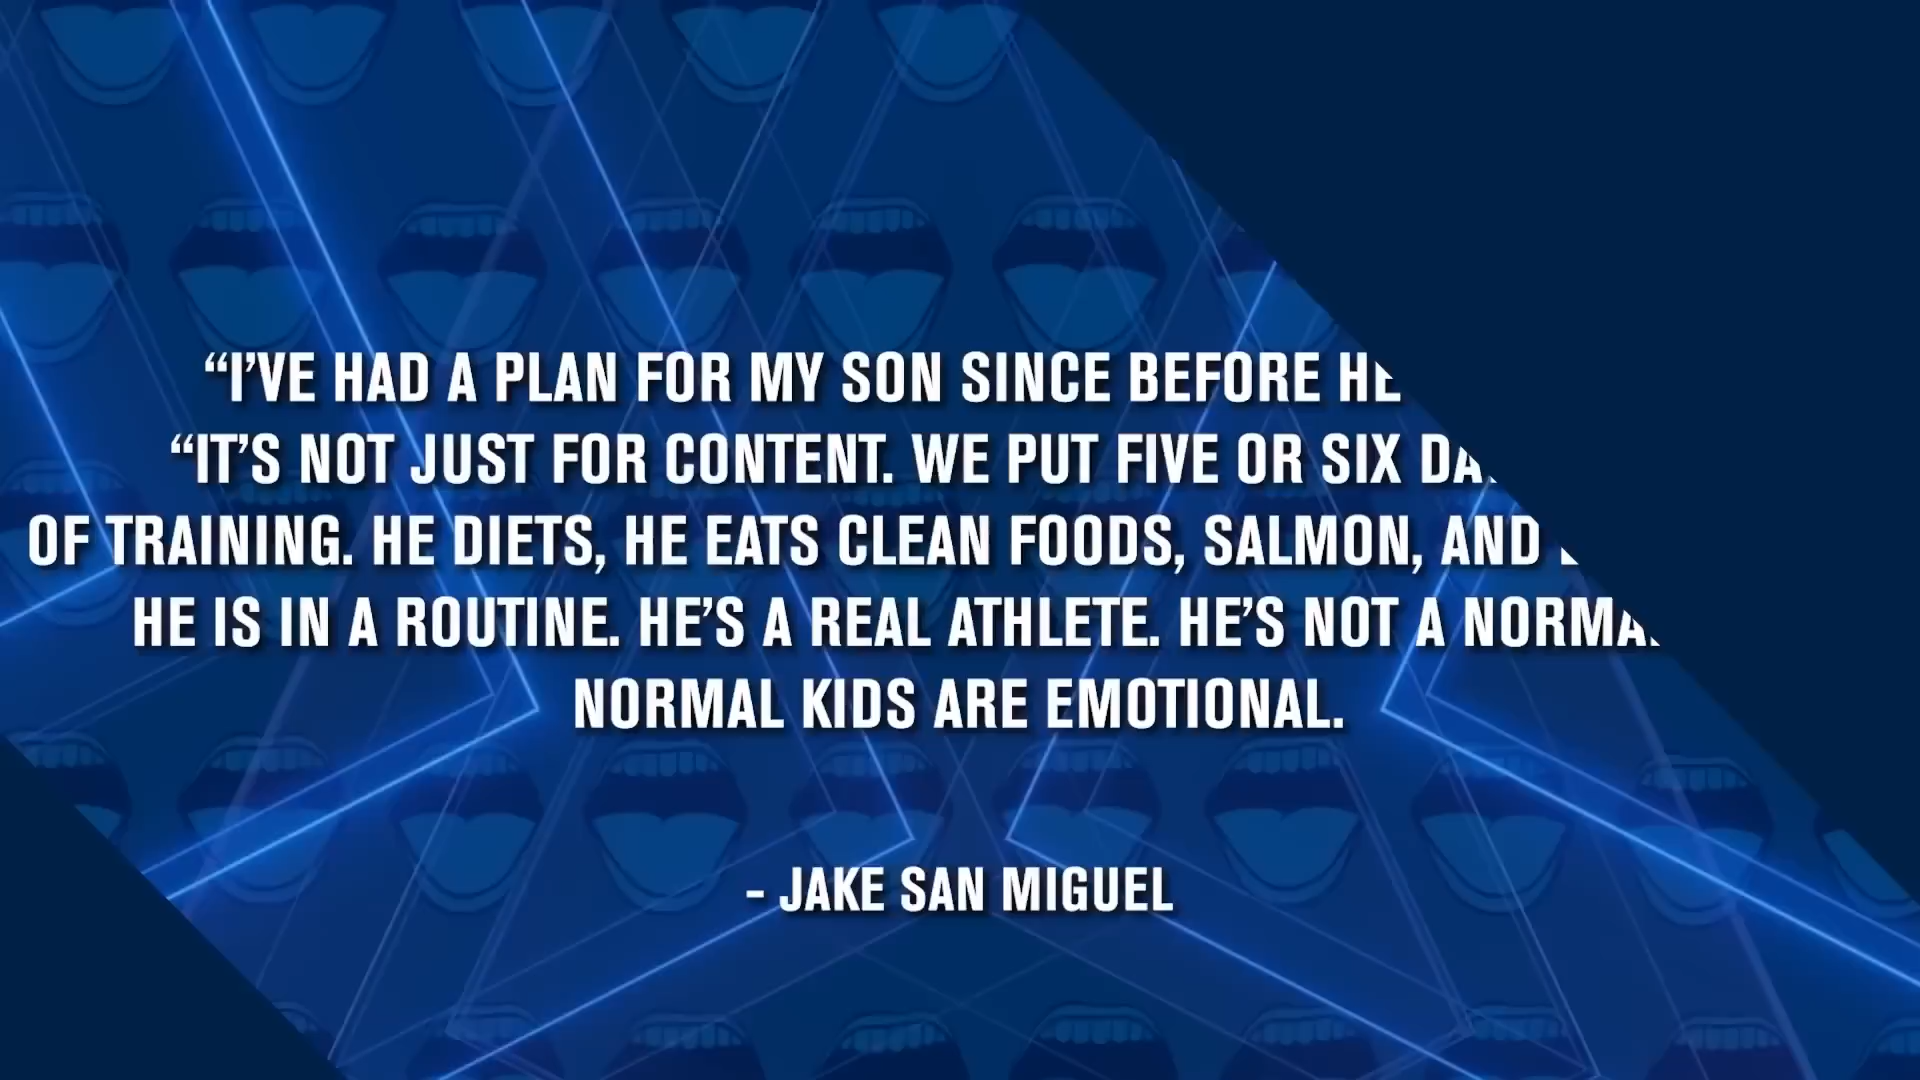 “I’VE HAD A PLAN FOR MY SON SINCE BEFORE
“IT’S NOT JUST FOR CONTENT. WE PUT FIVE OR SIX
OF TRAINING. HE DIETS, HE EATS CLEAN FOODS, SALMON, AND
HE IS IN A ROUTINE. HE’S A REAL ATHLETE. HE’S NOT A
NORMAL KIDS ARE EMOTIONAL.
- JAKE SAN MIGUEL